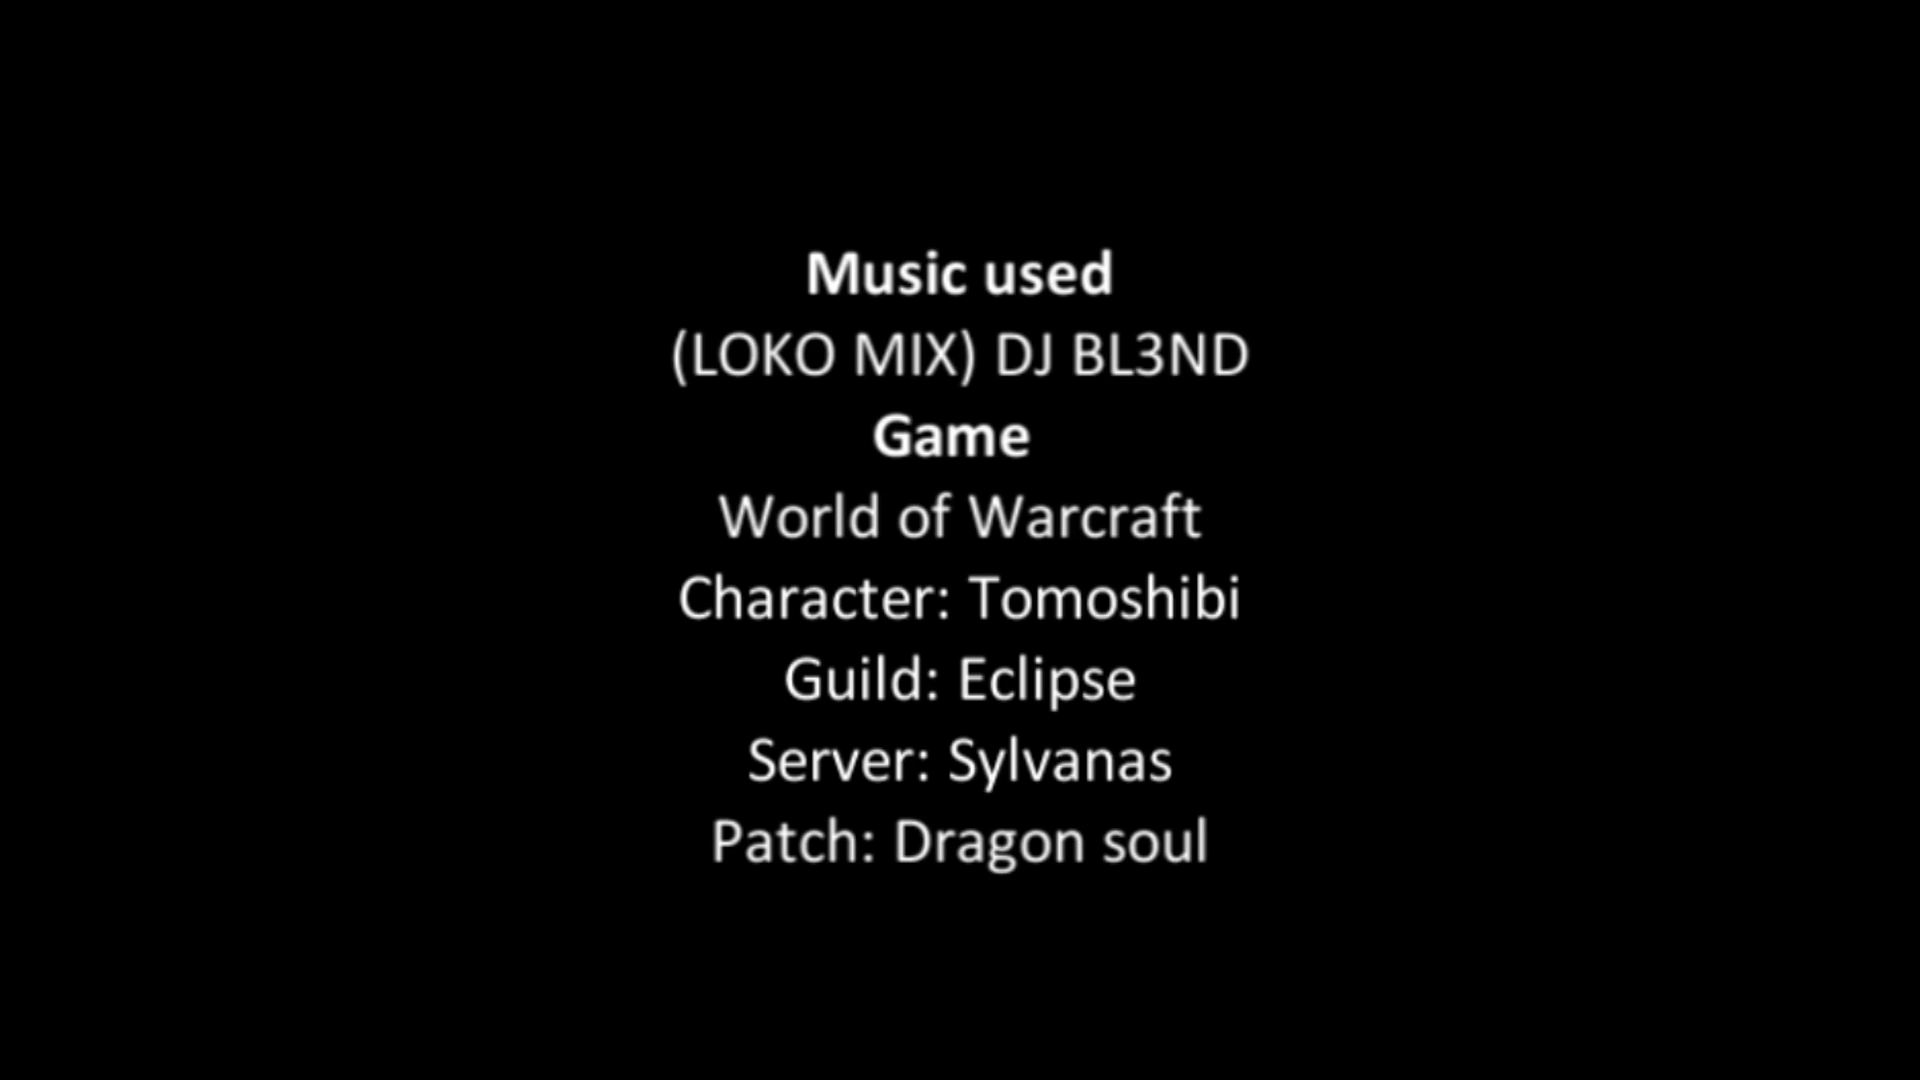 Music used
(LOKO MIX) DJ BL3ND
Game
World of Warcraft
Character: Tomoshibi
Guild: Eclipse
Server: Sylvanas
Patch: Dragon soul